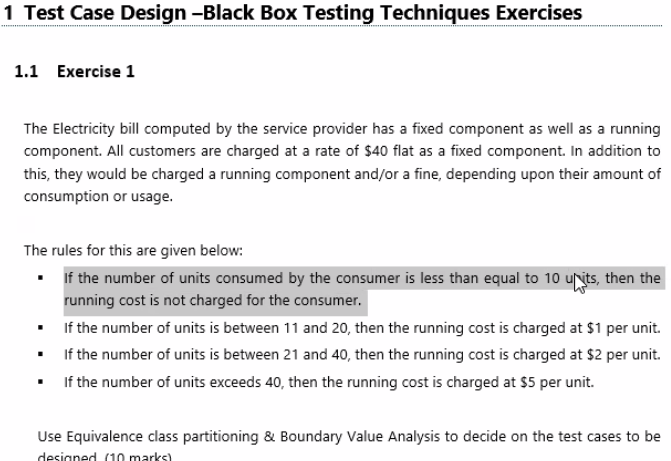 1 Test Case Design –Black Box Testing Techniques Exercises
1.1 Exercise 1
The Electricity bill computed by the service provider has a fixed component as well as a running
component. All customers are charged at a rate of $40 flat as a fixed component. In addition to
this, they would be charged a running component and/or a fine, depending upon their amount of
consumption or usage.
The rules for this are given below:
▪ If the number of units consumed by the consumer is less than equal to 10 units, then the
running cost is not charged for the consumer.
▪ If the number of units is between 11 and 20, then the running cost is charged at $1 per unit.
▪ If the number of units is between 21 and 40, then the running cost is charged at $2 per unit.
▪ If the number of units exceeds 40, then the running cost is charged at $5 per unit.
Use Equivalence class partitioning & Boundary Value Analysis to decide on the test cases to be
designed. (10 marks)